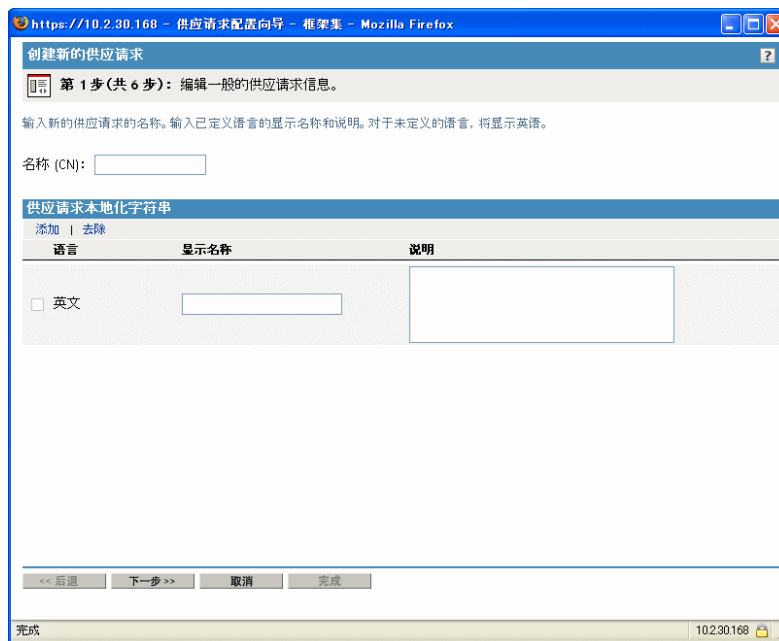 https://10.2.30.168 - 供应请求配置向导 - 框架集 - Mozilla Firefox
创建新的供应请求 ?
第 1 步(共 6 步): 编辑一般的供应请求信息。
输入新的供应请求的名称。输入已定义语言的显示名称和说明。对于未定义的语言, 将显示英语。
名称 (CN):
供应请求本地化字符串
添加 | 去除
语言 显示名称 说明
英文
<< 后退 下一步 >> 取消 完成
完成 10.2.30.168